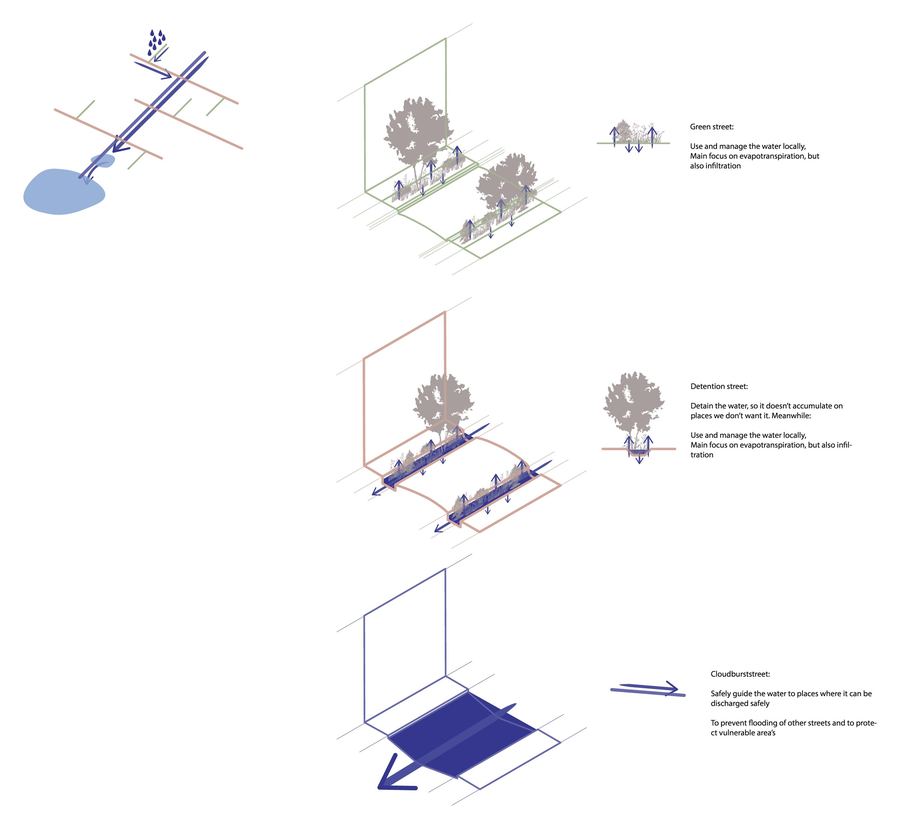 Green street:
Use and manage the water locally,
Main focus on evapotranspiration, but
also infiltration
Detention street:
Detain the water, so it doesn't accumulate on
places we don't want it. Meanwhile:
Use and manage the water locally,
Main focus on evapotranspiration, but also infil-
tration
Cloudburststreet:
Safely guide the water to places where it can be
discharged safely
To prevent flooding of other streets and to prote-
ct vulnerable area's